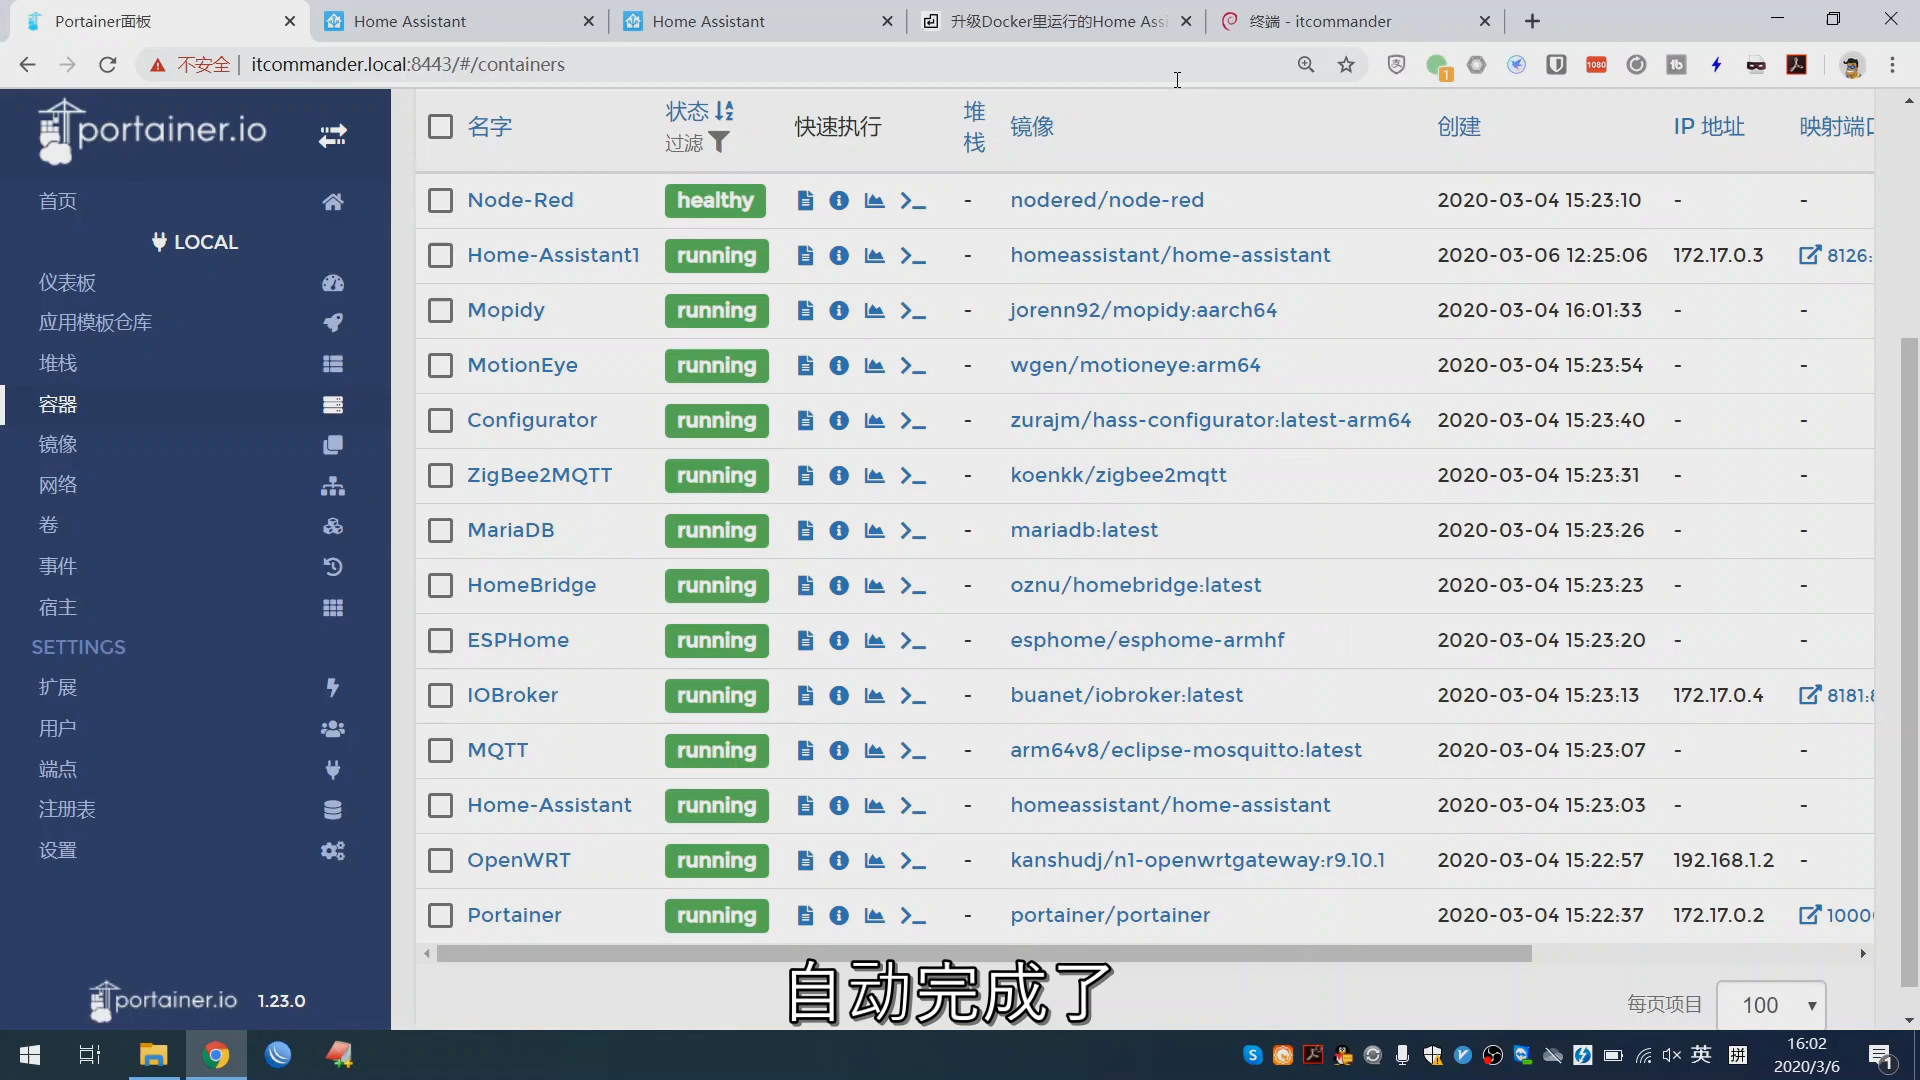 Portainer面板
Home Assistant
Home Assistant
升级Docker里运行的Home Assi
终端 - itcommander
不安全
itcommander.local:8443/#/containers
portainer.io
首页
LOCAL
仪表板
应用模板仓库
堆栈
容器
镜像
网络
卷
事件
宿主
SETTINGS
扩展
用户
端点
注册表
设置
portainer.io 1.23.0
名字 状态 过滤 快速执行 堆栈 镜像 创建 IP 地址 映射端口
Node-Red healthy - nodered/node-red 2020-03-04 15:23:10 - -
Home-Assistant1 running - homeassistant/home-assistant 2020-03-06 12:25:06 172.17.0.3 8126:
Mopidy running - jorenn92/mopidy:aarch64 2020-03-04 16:01:33 - -
MotionEye running - wgen/motioneye:arm64 2020-03-04 15:23:54 - -
Configurator running - zurajm/hass-configurator:latest-arm64 2020-03-04 15:23:40 - -
ZigBee2MQTT running - koenkk/zigbee2mqtt 2020-03-04 15:23:31 - -
MariaDB running - mariadb:latest 2020-03-04 15:23:26 - -
HomeBridge running - oznu/homebridge:latest 2020-03-04 15:23:23 - -
ESPHome running - esphome/esphome-armhf 2020-03-04 15:23:20 - -
IOBroker running - buanet/iobroker:latest 2020-03-04 15:23:13 172.17.0.4 8181:8
MQTT running - arm64v8/eclipse-mosquitto:latest 2020-03-04 15:23:07 - -
Home-Assistant running - homeassistant/home-assistant 2020-03-04 15:23:03 - -
OpenWRT running - kanshudj/n1-openwrtgateway:r9.10.1 2020-03-04 15:22:57 192.168.1.2 -
Portainer running - portainer/portainer 2020-03-04 15:22:37 172.17.0.2 1000
每页项目 100
自动完成了
英 拼
16:02
2020/3/6
1